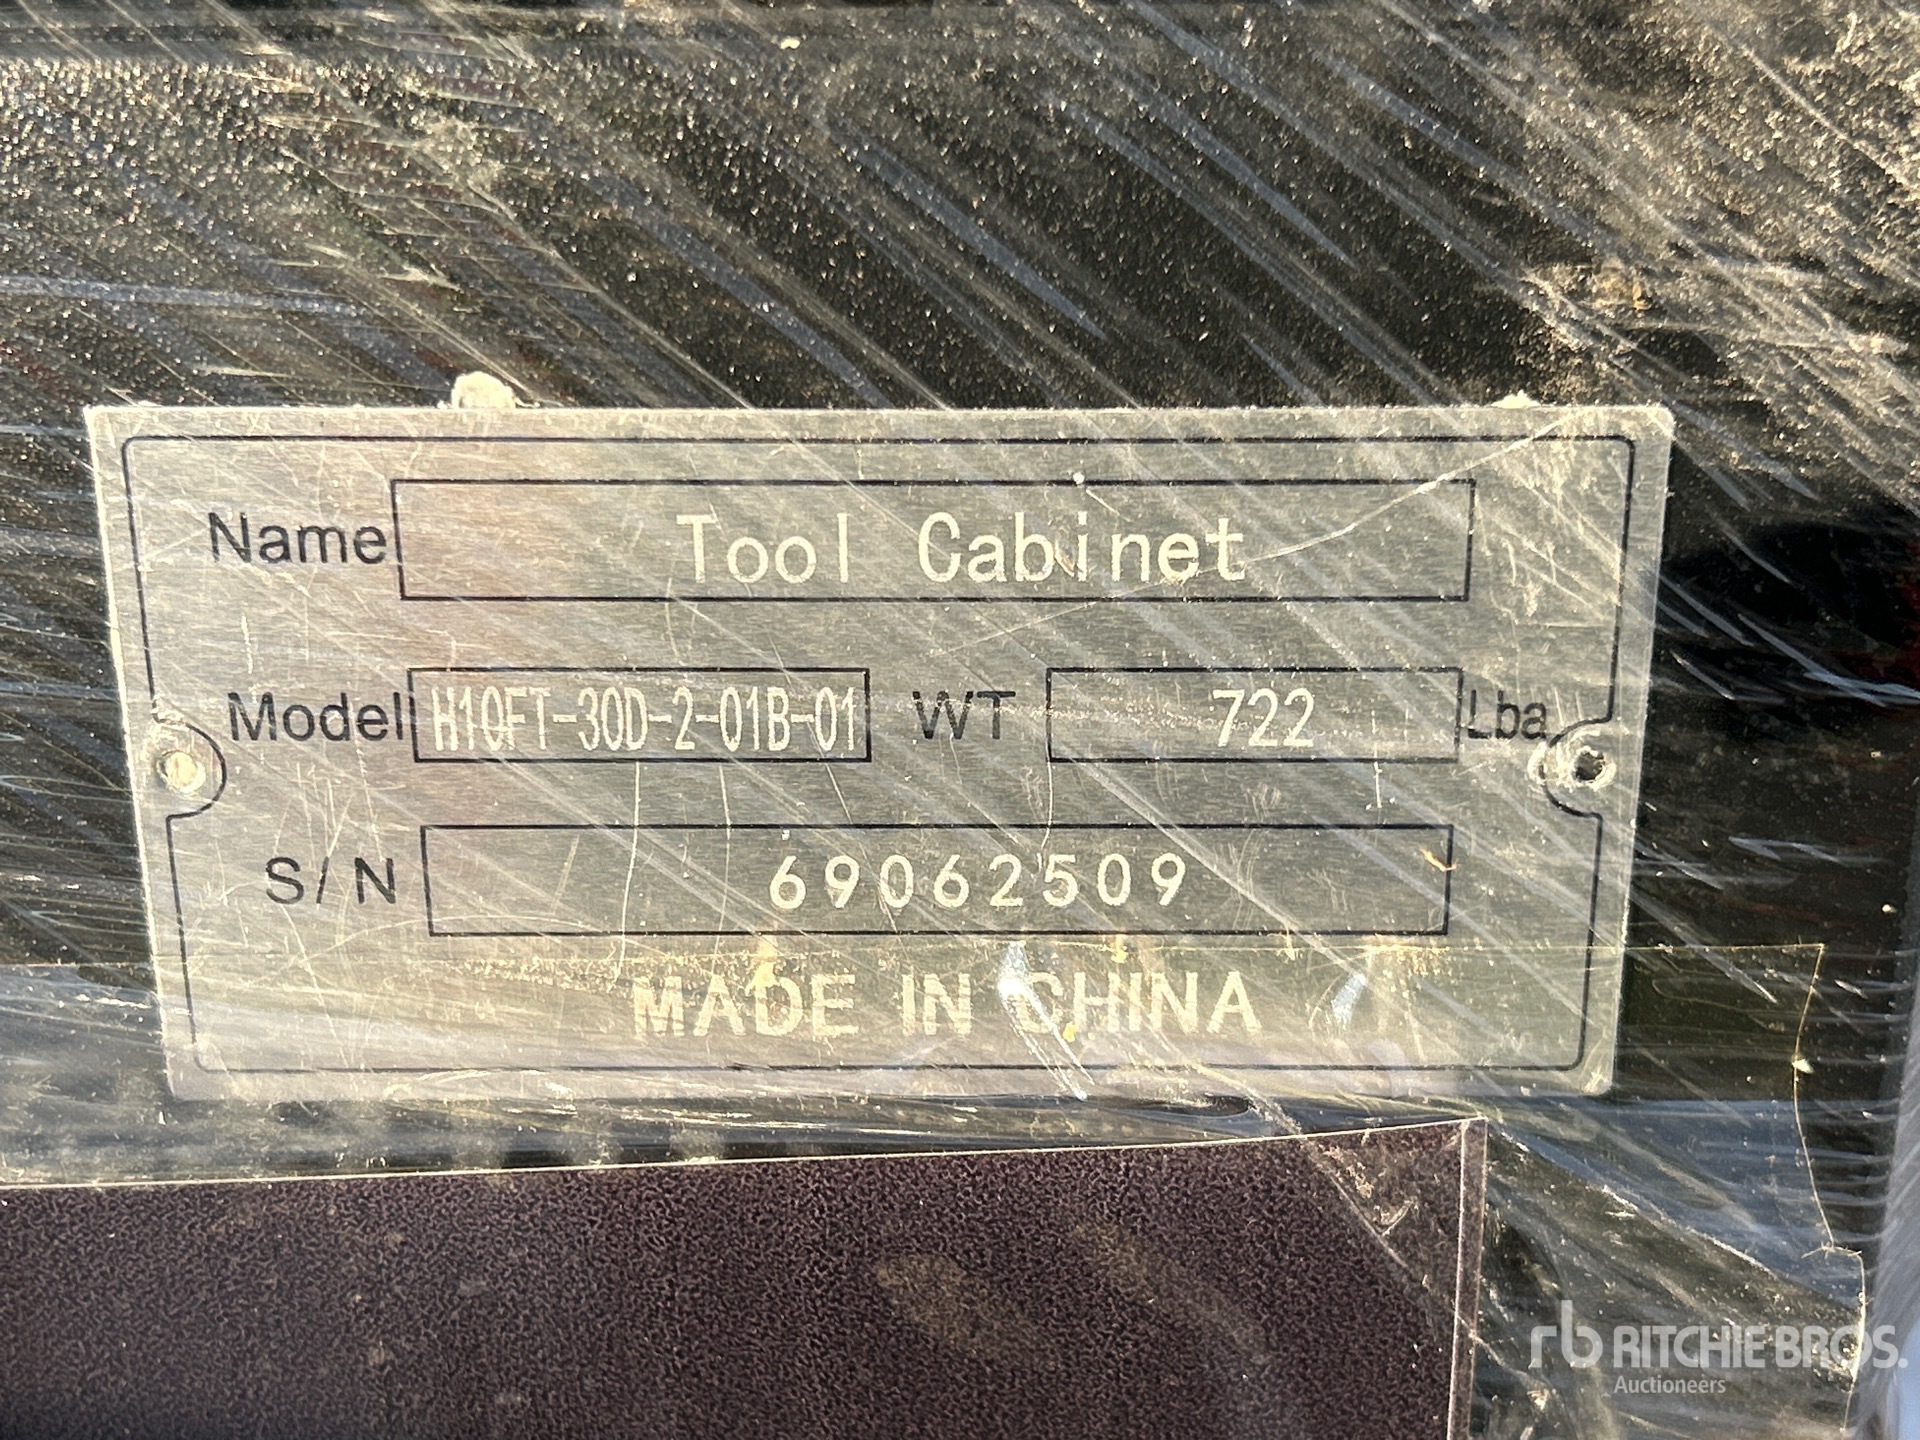 Name Tool Cabinet
Model H10FT-30D-2-01B-01 WT 722 Lba
S/N 69062509
MADE IN CHINA
rb RITCHIE BROS.
Auctioneers